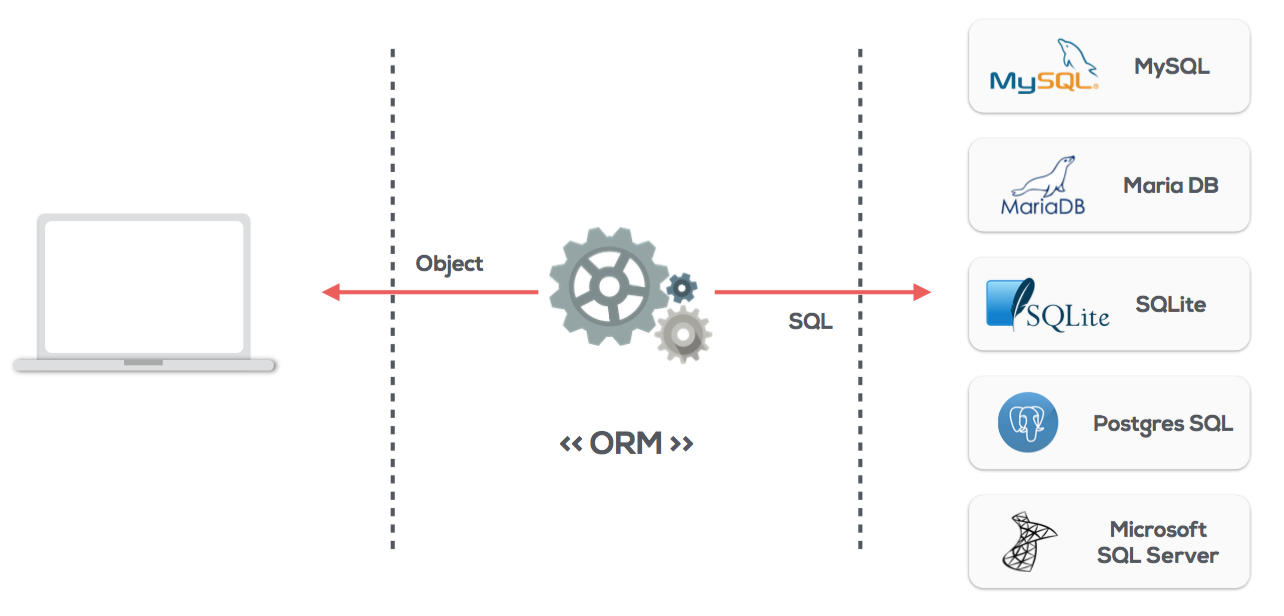 Object
SQL
<< ORM >>
MySQL®
MySQL
MariaDB
Maria DB
SQLite
SQLite
Postgres SQL
Microsoft
SQL Server